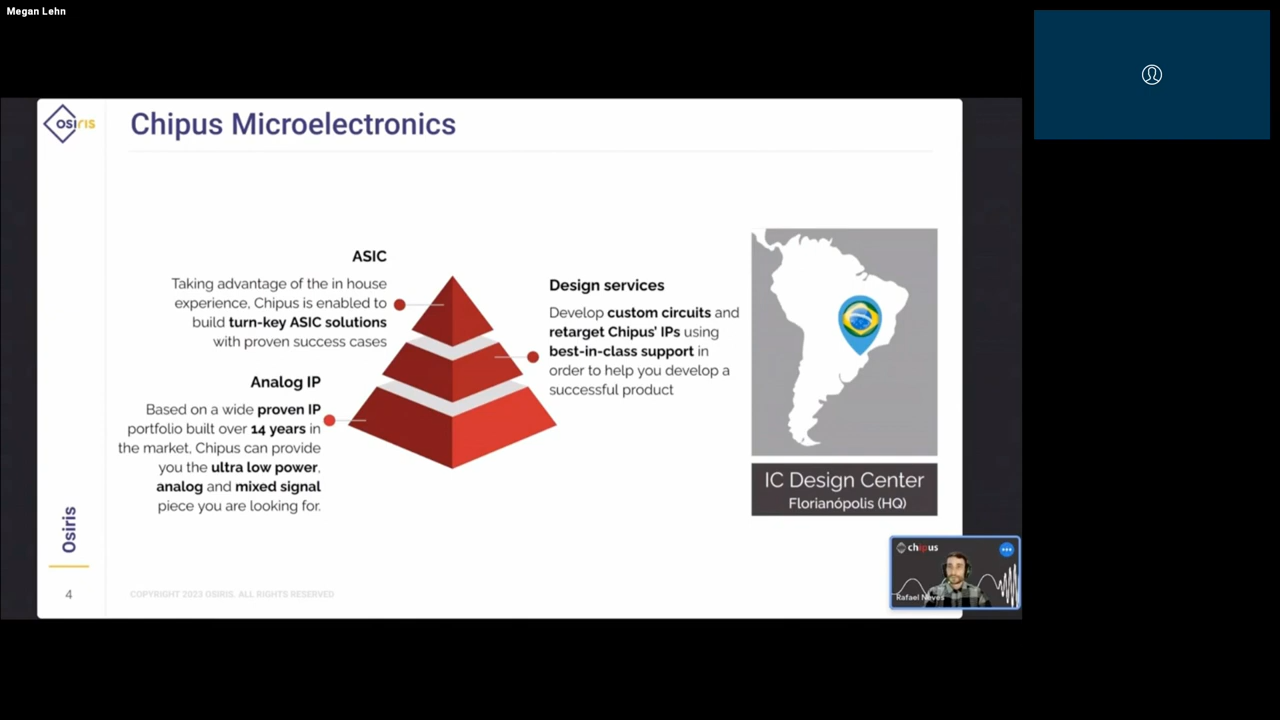 Megan Lehn
OSIRIS
Chipus Microelectronics
ASIC
Taking advantage of the in house
experience, Chipus is enabled to
build turn-key ASIC solutions
with proven success cases
Analog IP
Based on a wide proven IP
portfolio built over 14 years in
the market, Chipus can provide
you the ultra low power,
analog and mixed signal
piece you are looking for.
Design services
Develop custom circuits and
retarget Chipus' IPs using
best-in-class support in
order to help you develop a
successful product
IC Design Center
Florianópolis (HQ)
Osiris
4
COPYRIGHT 2023 OSIRIS. ALL RIGHTS RESERVED
chipus
Rafael Neves